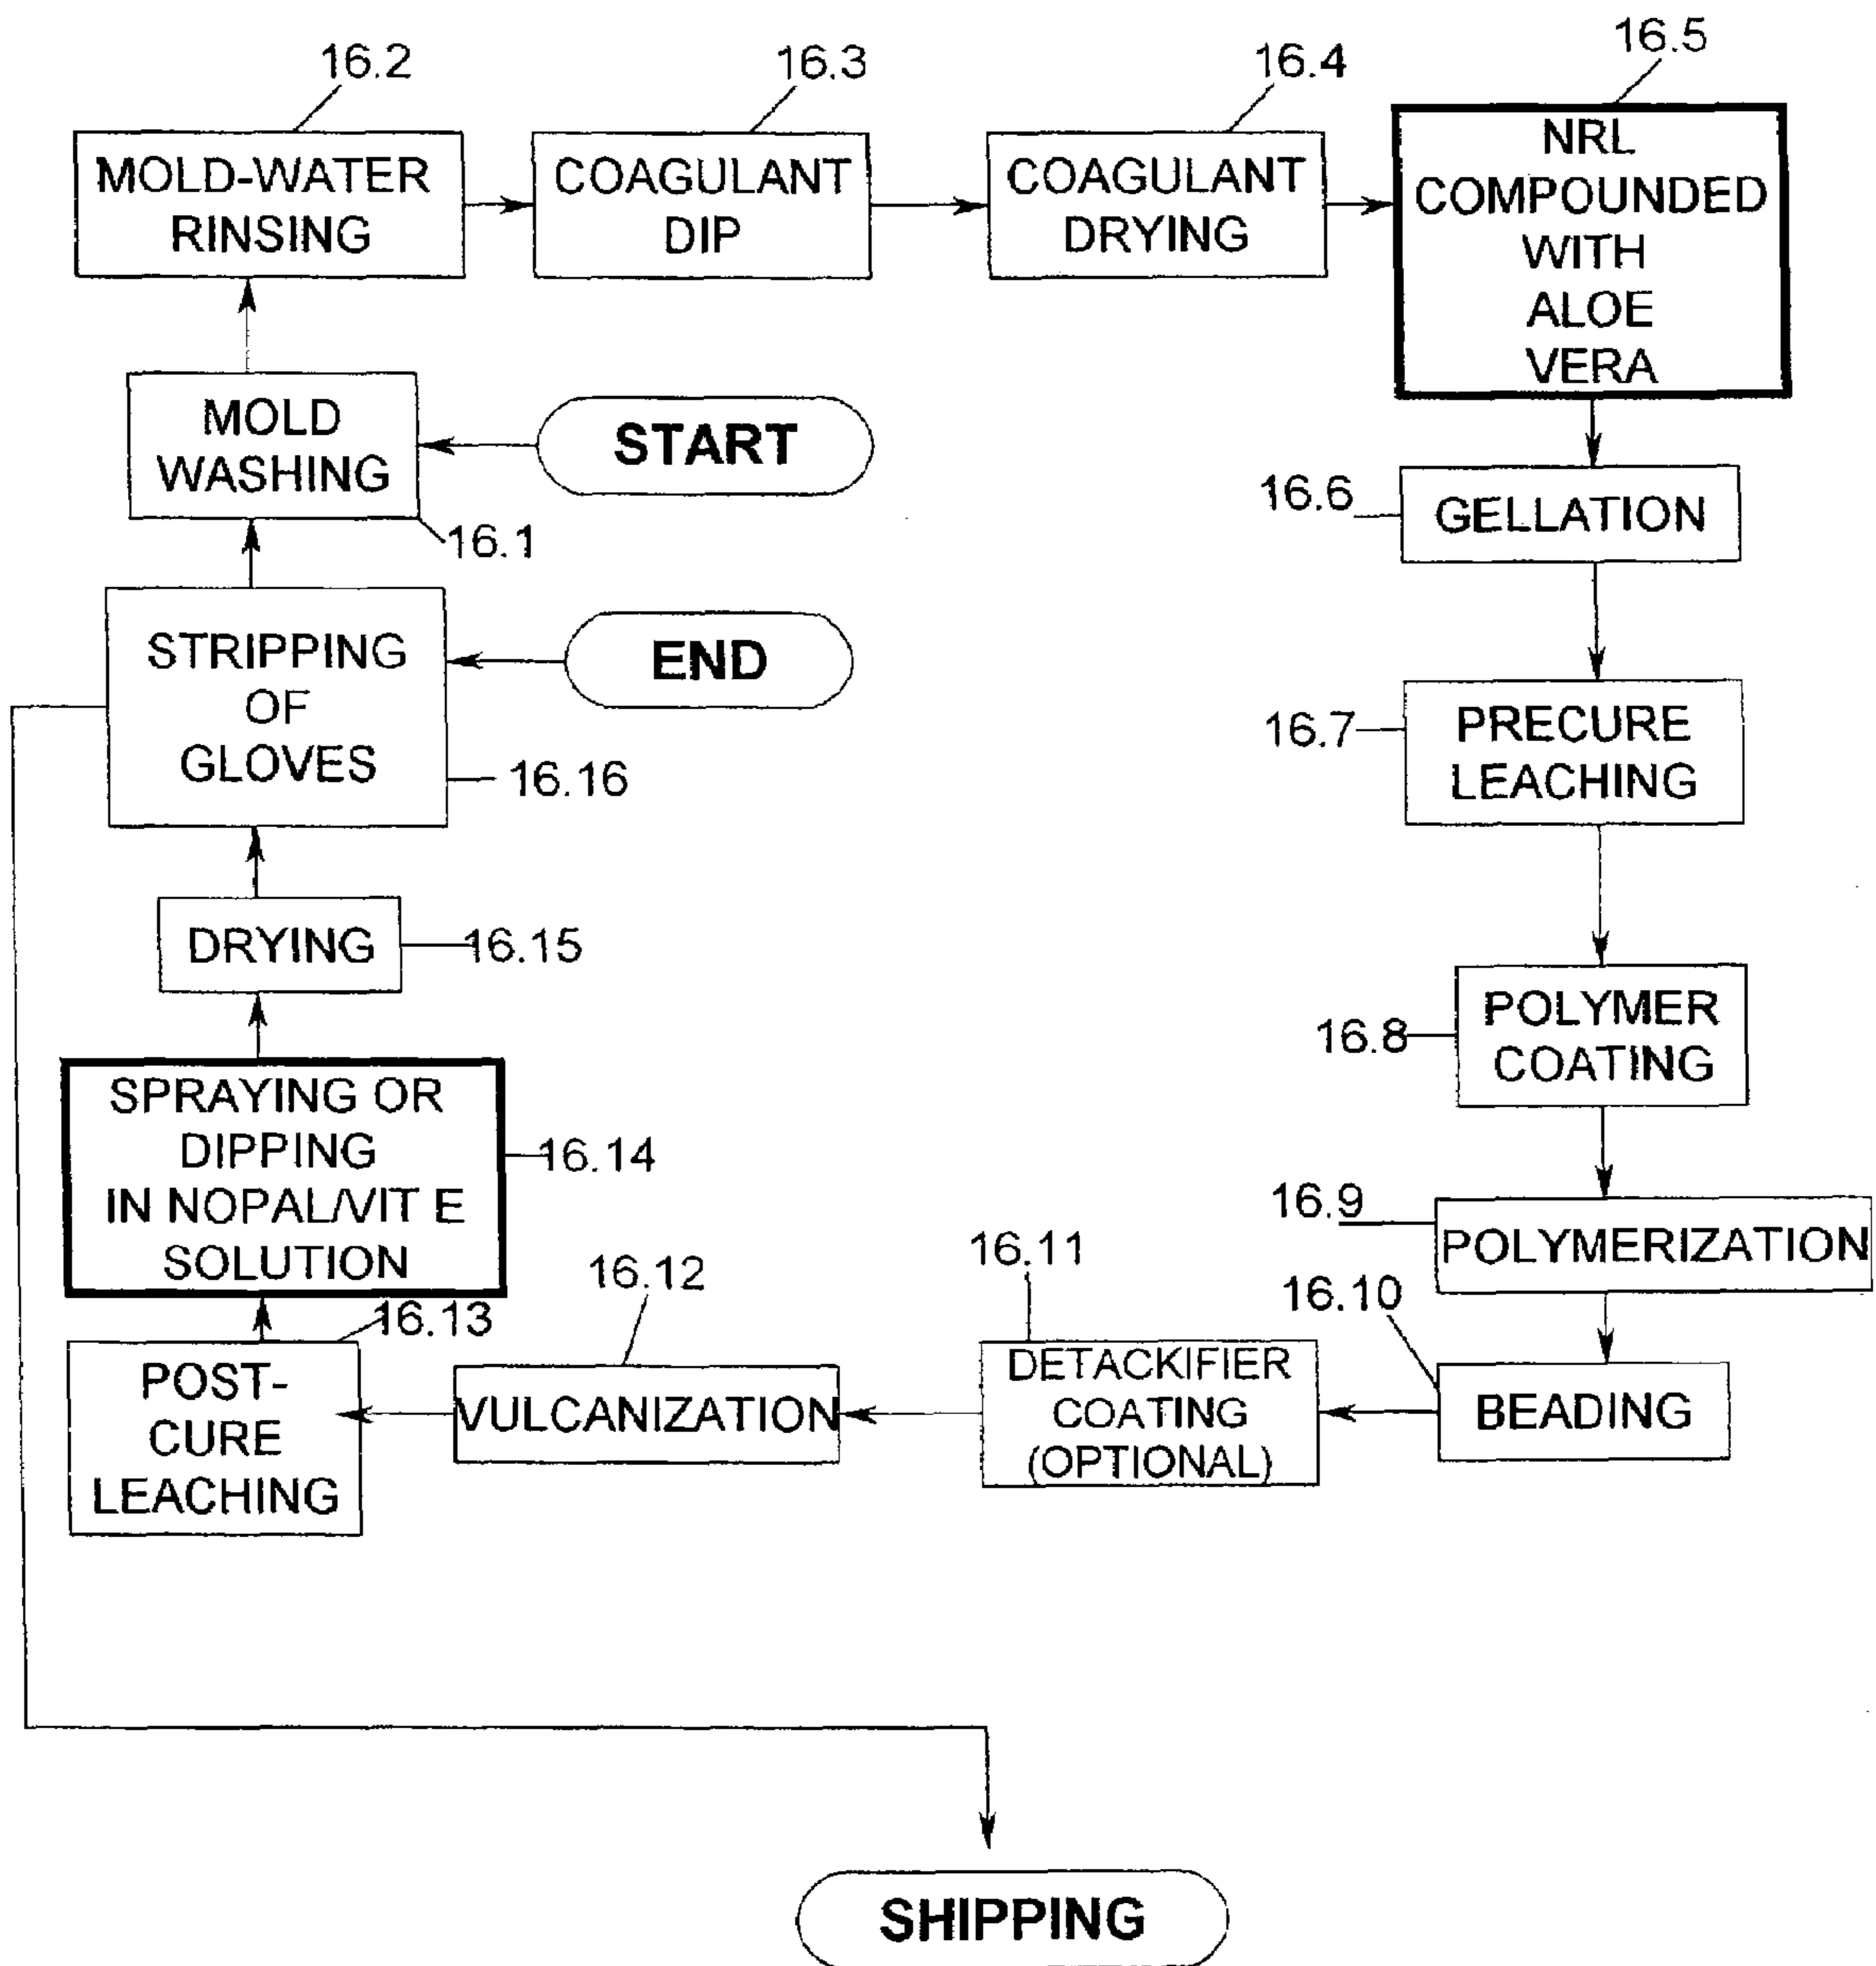 16.2
16.3
16.4
16.5
MOLD-WATER
RINSING
COAGULANT
DIP
COAGULANT
DRYING
NRL
COMPOUNDED
WITH
ALOE
VERA
MOLD
WASHING
16.1
START
16.6
GELLATION
STRIPPING
OF
GLOVES
16.16
END
16.7
PRECURE
LEACHING
DRYING
16.15
16.8
POLYMER
COATING
SPRAYING OR
DIPPING
IN NOPAL/VIT E
SOLUTION
16.14
16.9
POLYMERIZATION
16.10
BEADING
16.11
DETACKIFIER
COATING
(OPTIONAL)
16.12
VULCANIZATION
16.13
POST-
CURE
LEACHING
SHIPPING